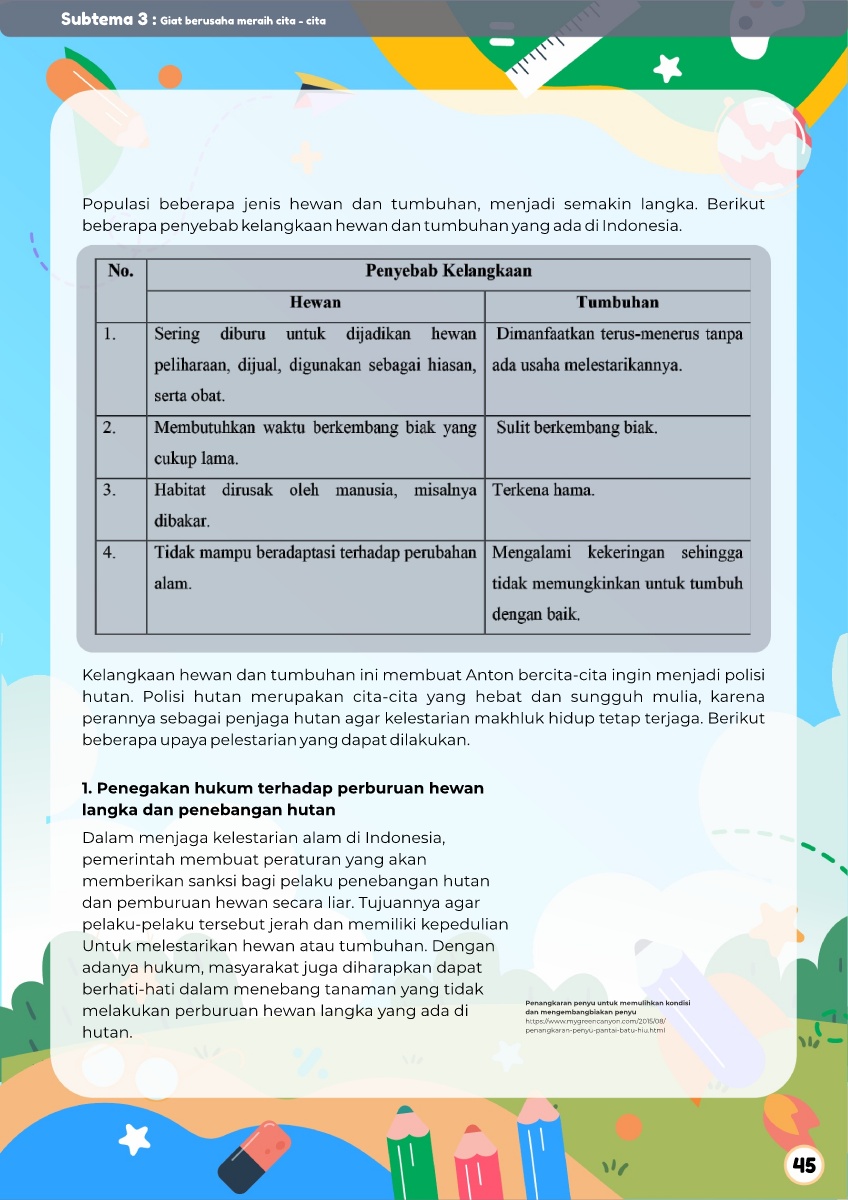 Subtema 3 : Giat berusaha meraih cita - cita
Populasi beberapa jenis hewan dan tumbuhan, menjadi semakin langka. Berikut
beberapa penyebab kelangkaan hewan dan tumbuhan yang ada di Indonesia.
No. Penyebab Kelangkaan
Hewan Tumbuhan
1. Sering diburu untuk dijadikan hewan
peliharaan, dijual, digunakan sebagai hiasan,
serta obat.
Dimanfaatkan terus-menerus tanpa
ada usaha melestarikannya.
2. Membutuhkan waktu berkembang biak yang
cukup lama.
Sulit berkembang biak.
3. Habitat dirusak oleh manusia, misalnya
dibakar.
Terkena hama.
4. Tidak mampu beradaptasi terhadap perubahan
alam.
Mengalami kekeringan sehingga
tidak memungkinkan untuk tumbuh
dengan baik.
Kelangkaan hewan dan tumbuhan ini membuat Anton bercita-cita ingin menjadi polisi
hutan. Polisi hutan merupakan cita-cita yang hebat dan sungguh mulia, karena
perannya sebagai penjaga hutan agar kelestarian makhluk hidup tetap terjaga. Berikut
beberapa upaya pelestarian yang dapat dilakukan.
1. Penegakan hukum terhadap perburuan hewan
langka dan penebangan hutan
Dalam menjaga kelestarian alam di Indonesia,
pemerintah membuat peraturan yang akan
memberikan sanksi bagi pelaku penebangan hutan
dan pemburuan hewan secara liar. Tujuannya agar
pelaku-pelaku tersebut jerah dan memiliki kepedulian
Untuk melestarikan hewan atau tumbuhan. Dengan
adanya hukum, masyarakat juga diharapkan dapat
berhati-hati dalam menebang tanaman yang tidak
melakukan perburuan hewan langka yang ada di
hutan.
Penangkaran penyu untuk memulihkan kondisi
dan mengembangbiakan penyu
https://www.mygreencanyon.com/2015/08/
penangkaran-penyu-pantai-batu-hiu.html
45